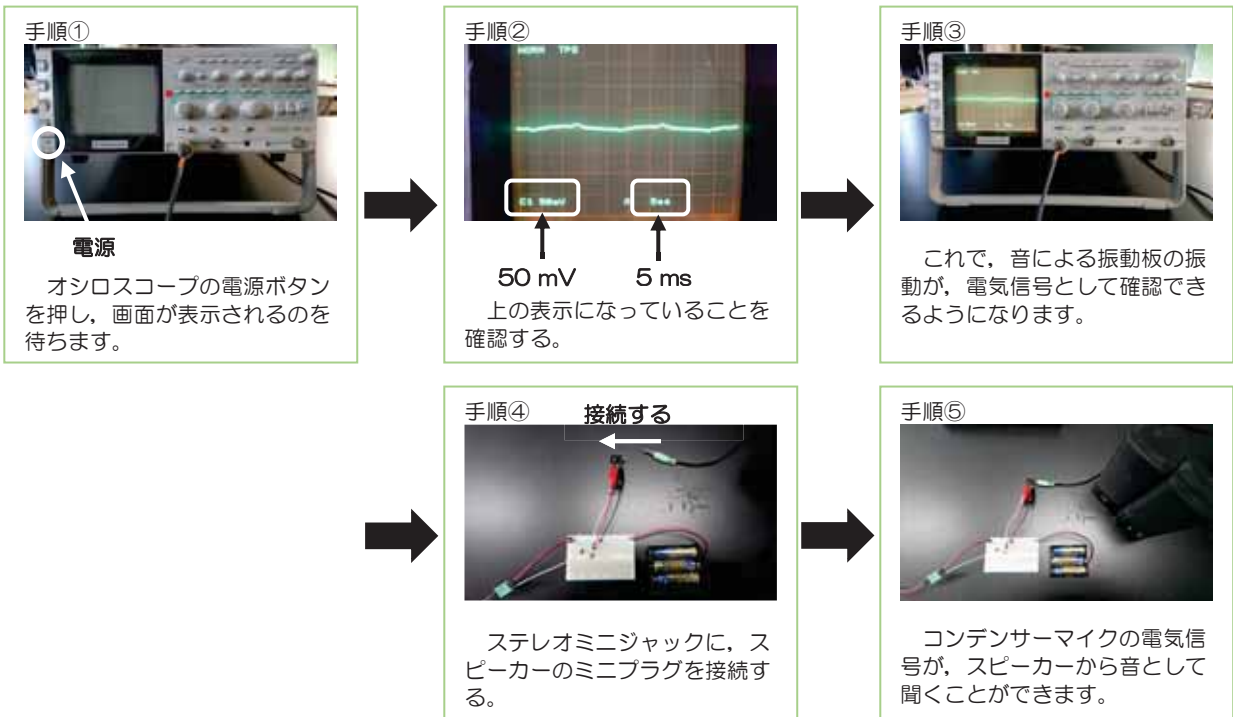 手順①
電源
オシロスコープの電源ボタン
を押し，画面が表示されるのを
待ちます。
手順②
NORM TPS
C1 50mV
A 5ms
50 mV
5 ms
上の表示になっていることを
確認する。
手順③
これで，音による振動板の振
動が，電気信号として確認でき
るようになります。
手順④
接続する
ステレオミニジャックに，ス
ピーカーのミニプラグを接続す
る。
手順⑤
コンデンサーマイクの電気信
号が，スピーカーから音として
聞くことができます。